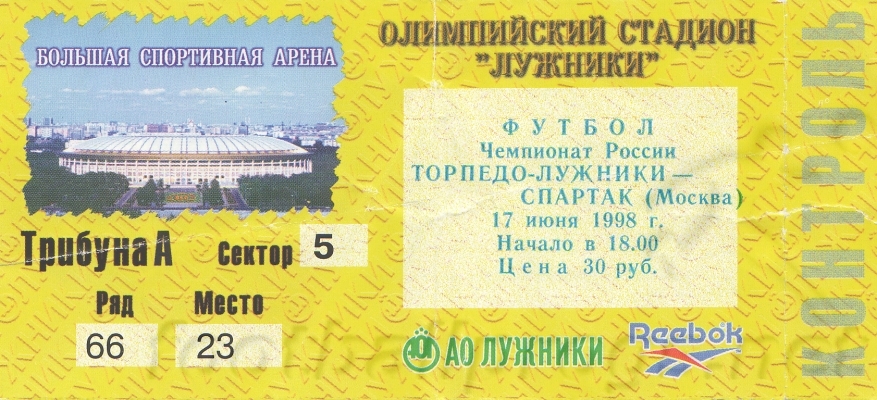 БОЛЬШАЯ СПОРТИВНАЯ АРЕНА
ОЛИМПИЙСКИЙ СТАДИОН
"ЛУЖНИКИ"
ФУТБОЛ
Чемпионат России
ТОРПЕДО-ЛУЖНИКИ—
СПАРТАК (Москва)
17 июня 1998 г.
Начало в 18.00
Цена 30 руб.
Трибуна А Сектор 5
Ряд Место
66 23
АО ЛУЖНИКИ
Reebok
КОНТРОЛЬ